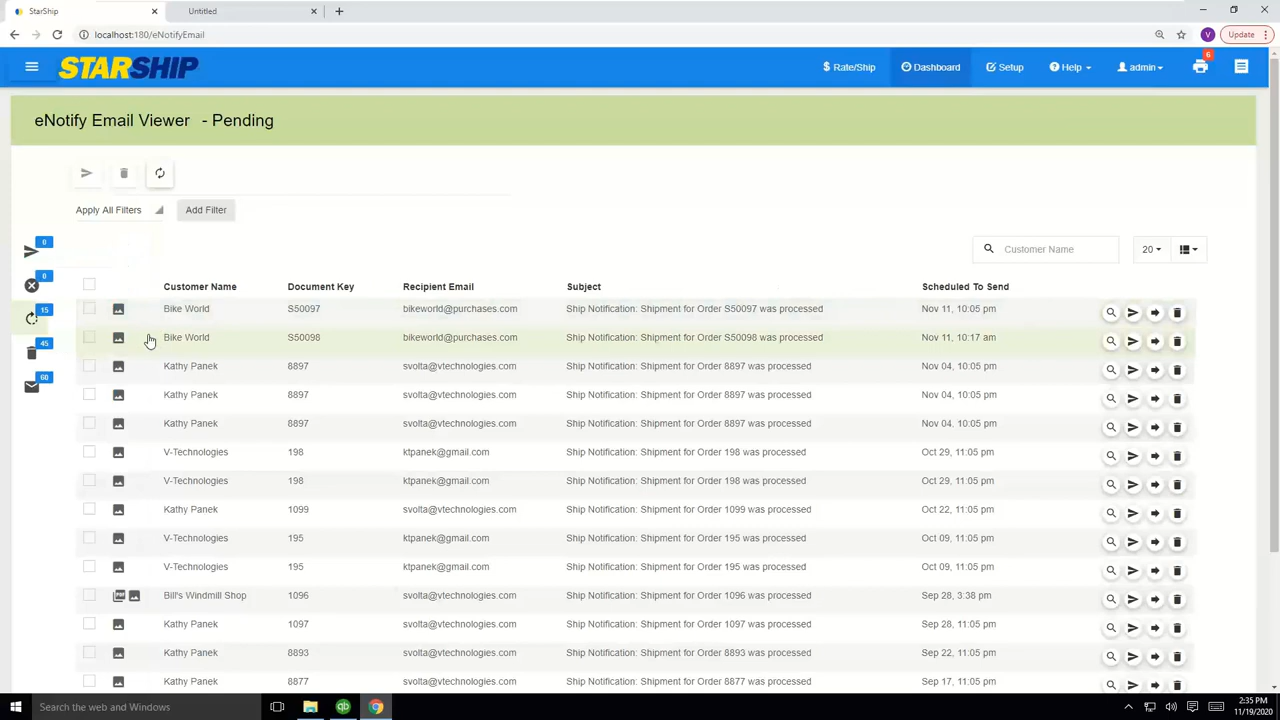 StarShip
Untitled
localhost:180/eNotifyEmail
V
Update
STARSHIP
$ Rate/Ship
Dashboard
Setup
Help
admin
6
eNotify Email Viewer - Pending
Apply All Filters
Add Filter
0
0
15
45
60
Customer Name
20
Customer Name Document Key Recipient Email Subject Scheduled To Send
Bike World S50097 bikeworld@purchases.com Ship Notification: Shipment for Order S50097 was processed Nov 11, 10:05 pm
Bike World S50098 bikeworld@purchases.com Ship Notification: Shipment for Order S50098 was processed Nov 11, 10:17 am
Kathy Panek 8897 svolta@vtechnologies.com Ship Notification: Shipment for Order 8897 was processed Nov 04, 10:05 pm
Kathy Panek 8897 svolta@vtechnologies.com Ship Notification: Shipment for Order 8897 was processed Nov 04, 10:05 pm
Kathy Panek 8897 svolta@vtechnologies.com Ship Notification: Shipment for Order 8897 was processed Nov 04, 10:05 pm
V-Technologies 198 ktpanek@gmail.com Ship Notification: Shipment for Order 198 was processed Oct 29, 11:05 pm
V-Technologies 198 ktpanek@gmail.com Ship Notification: Shipment for Order 198 was processed Oct 29, 11:05 pm
Kathy Panek 1099 svolta@vtechnologies.com Ship Notification: Shipment for Order 1099 was processed Oct 22, 11:05 pm
V-Technologies 195 ktpanek@gmail.com Ship Notification: Shipment for Order 195 was processed Oct 09, 11:05 pm
V-Technologies 195 ktpanek@gmail.com Ship Notification: Shipment for Order 195 was processed Oct 09, 11:05 pm
Bill's Windmill Shop 1096 svolta@vtechnologies.com Ship Notification: Shipment for Order 1096 was processed Sep 28, 3:38 pm
Kathy Panek 1097 svolta@vtechnologies.com Ship Notification: Shipment for Order 1097 was processed Sep 28, 11:05 pm
Kathy Panek 8893 svolta@vtechnologies.com Ship Notification: Shipment for Order 8893 was processed Sep 22, 11:05 pm
Kathy Panek 8877 svolta@vtechnologies.com Ship Notification: Shipment for Order 8877 was processed Sep 17, 11:05 pm
Search the web and Windows
qb
2:35 PM
11/19/2020